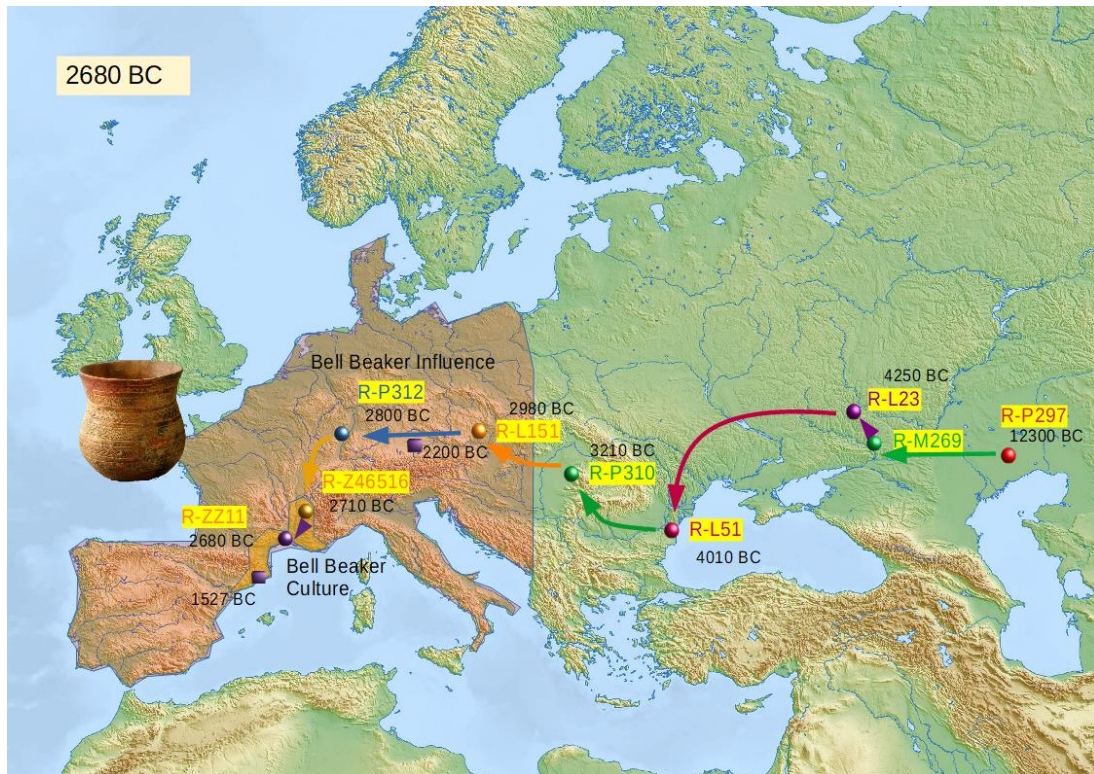 2680 BC
Bell Beaker Influence
R-P312
2800 BC
2980 BC
R-L151
2200 BC
3210 BC
R-P310
4250 BC
R-L23
R-M269
R-P297
12300 BC
R-Z46516
2710 BC
R-ZZ11
2680 BC
R-L51
4010 BC
Bell Beaker
Culture
1527 BC